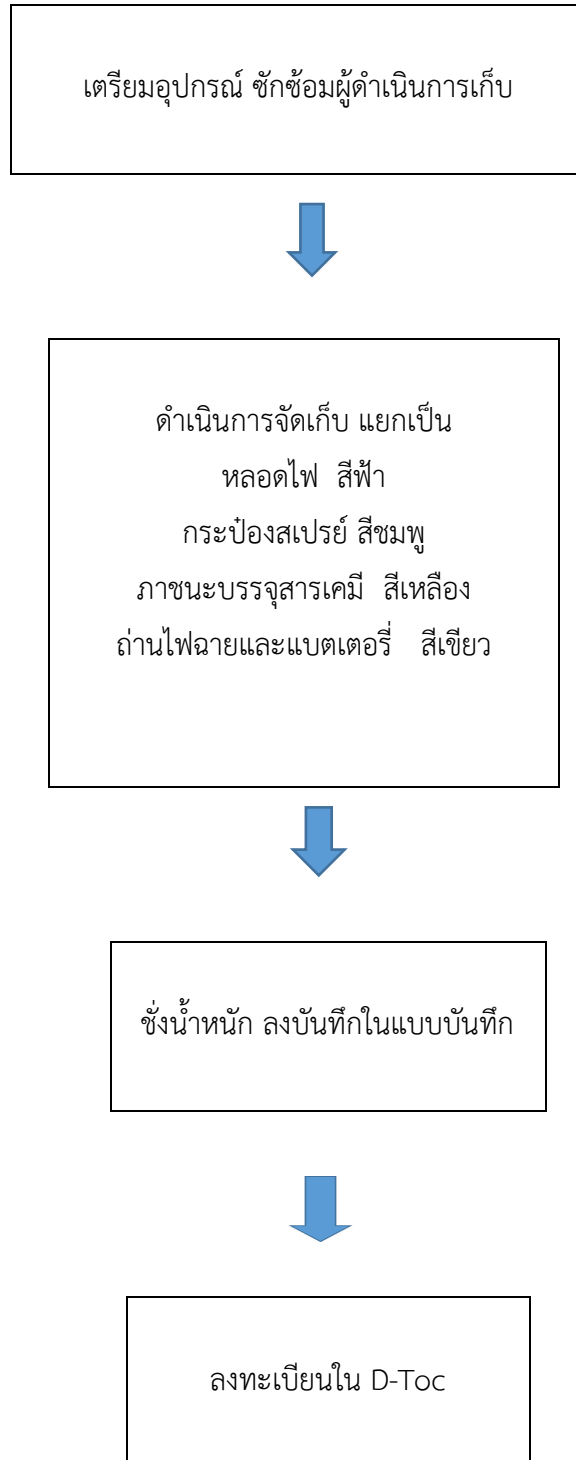 เตรียมอุปกรณ์ ซักซ้อมผู้ดำเนินการเก็บ
ดำเนินการจัดเก็บ แยกเป็น
หลอดไฟ สีฟ้า
กระป๋องสเปรย์ สีชมพู
ภาชนะบรรจุสารเคมี สีเหลือง
ถ่านไฟฉายและแบตเตอรี่ สีเขียว
ชั่งน้ำหนัก ลงบันทึกในแบบบันทึก
ลงทะเบียนใน D-Toc